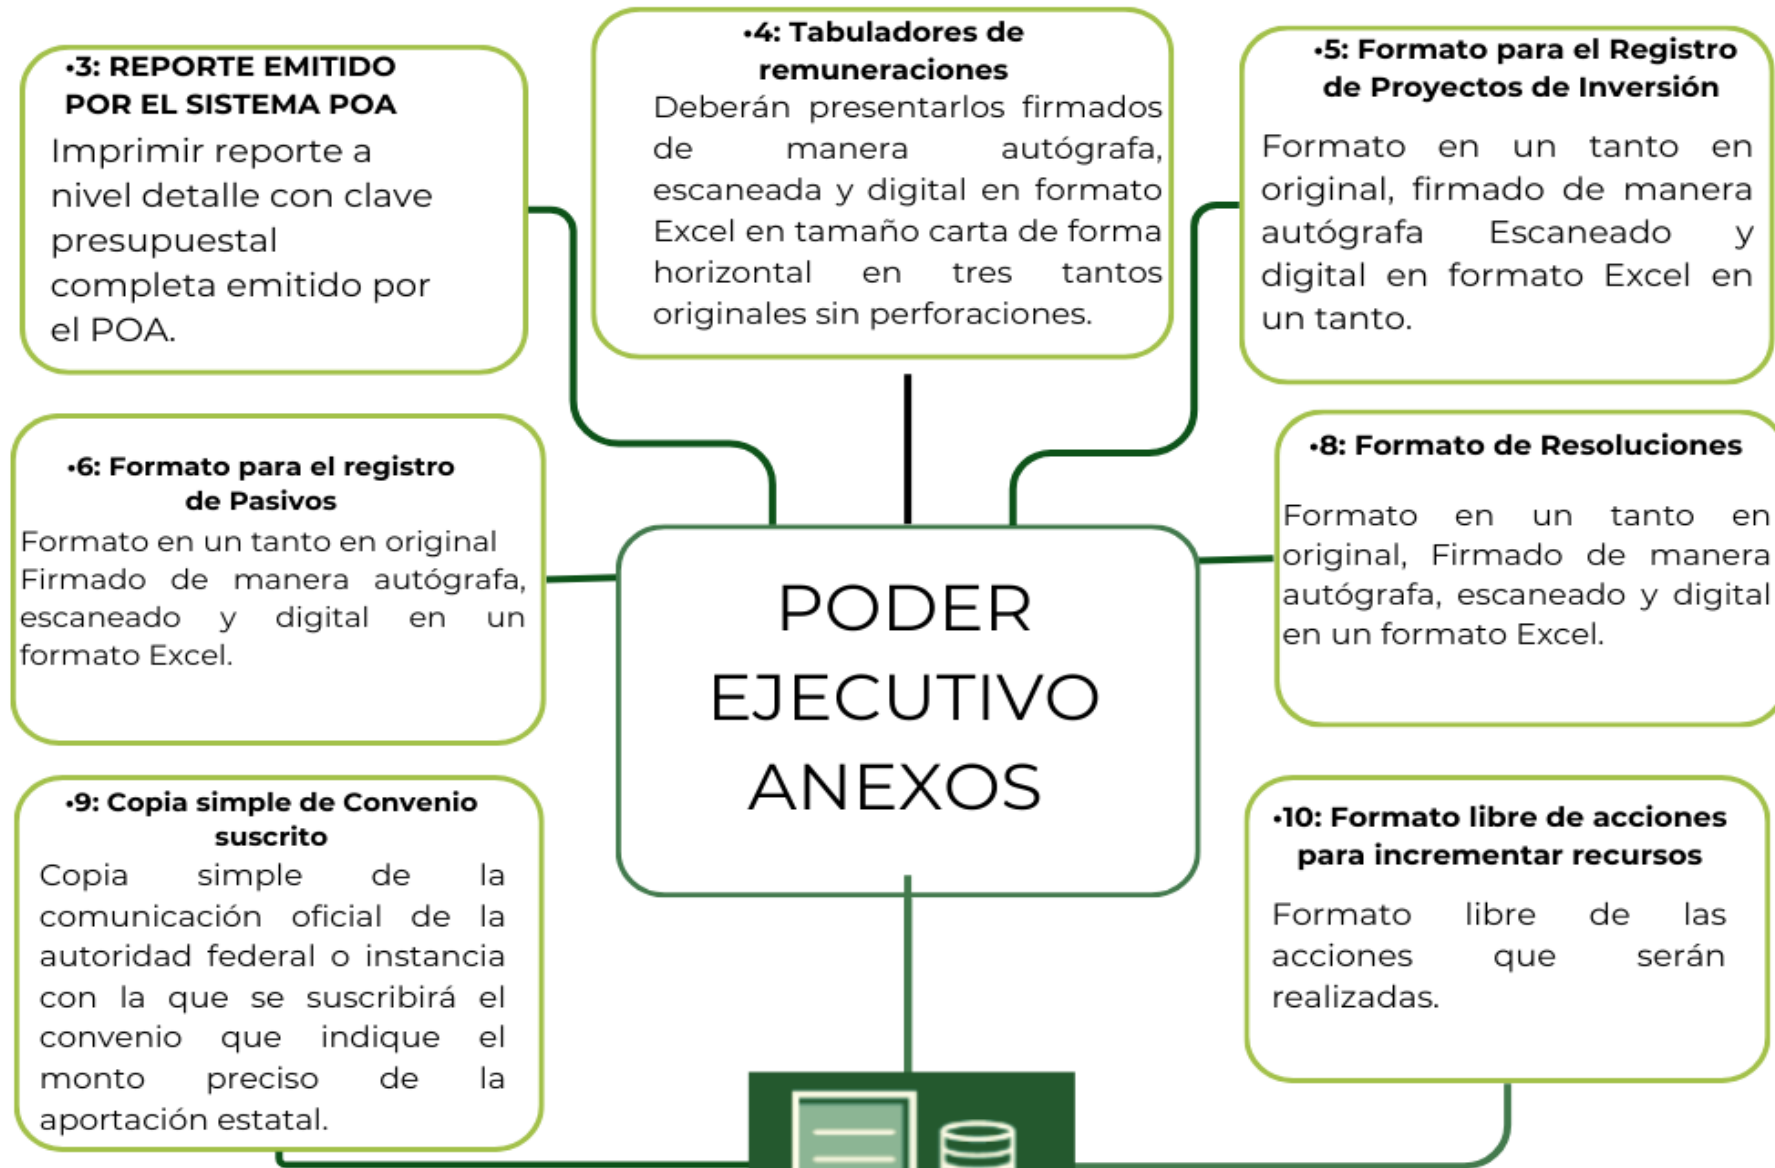 •3: REPORTE EMITIDO
POR EL SISTEMA POA
Imprimir reporte a
nivel detalle con clave
presupuestal
completa emitido por
el POA.
•4: Tabuladores de
remuneraciones
Deberán presentarlos firmados
de manera autógrafa,
escaneada y digital en formato
Excel en tamaño carta de forma
horizontal en tres tantos
originales sin perforaciones.
•5: Formato para el Registro
de Proyectos de Inversión
Formato en un tanto en
original, firmado de manera
autógrafa Escaneado y
digital en formato Excel en
un tanto.
•6: Formato para el registro
de Pasivos
Formato en un tanto en original
Firmado de manera autógrafa,
escaneado y digital en un
formato Excel.
PODER
EJECUTIVO
ANEXOS
•8: Formato de Resoluciones
Formato en un tanto en
original, Firmado de manera
autógrafa, escaneado y digital
en un formato Excel.
•9: Copia simple de Convenio
suscrito
Copia simple de la
comunicación oficial de la
autoridad federal o instancia
con la que se suscribirá el
convenio que indique el
monto preciso de la
aportación estatal.
•10: Formato libre de acciones
para incrementar recursos
Formato libre de las
acciones que serán
realizadas.